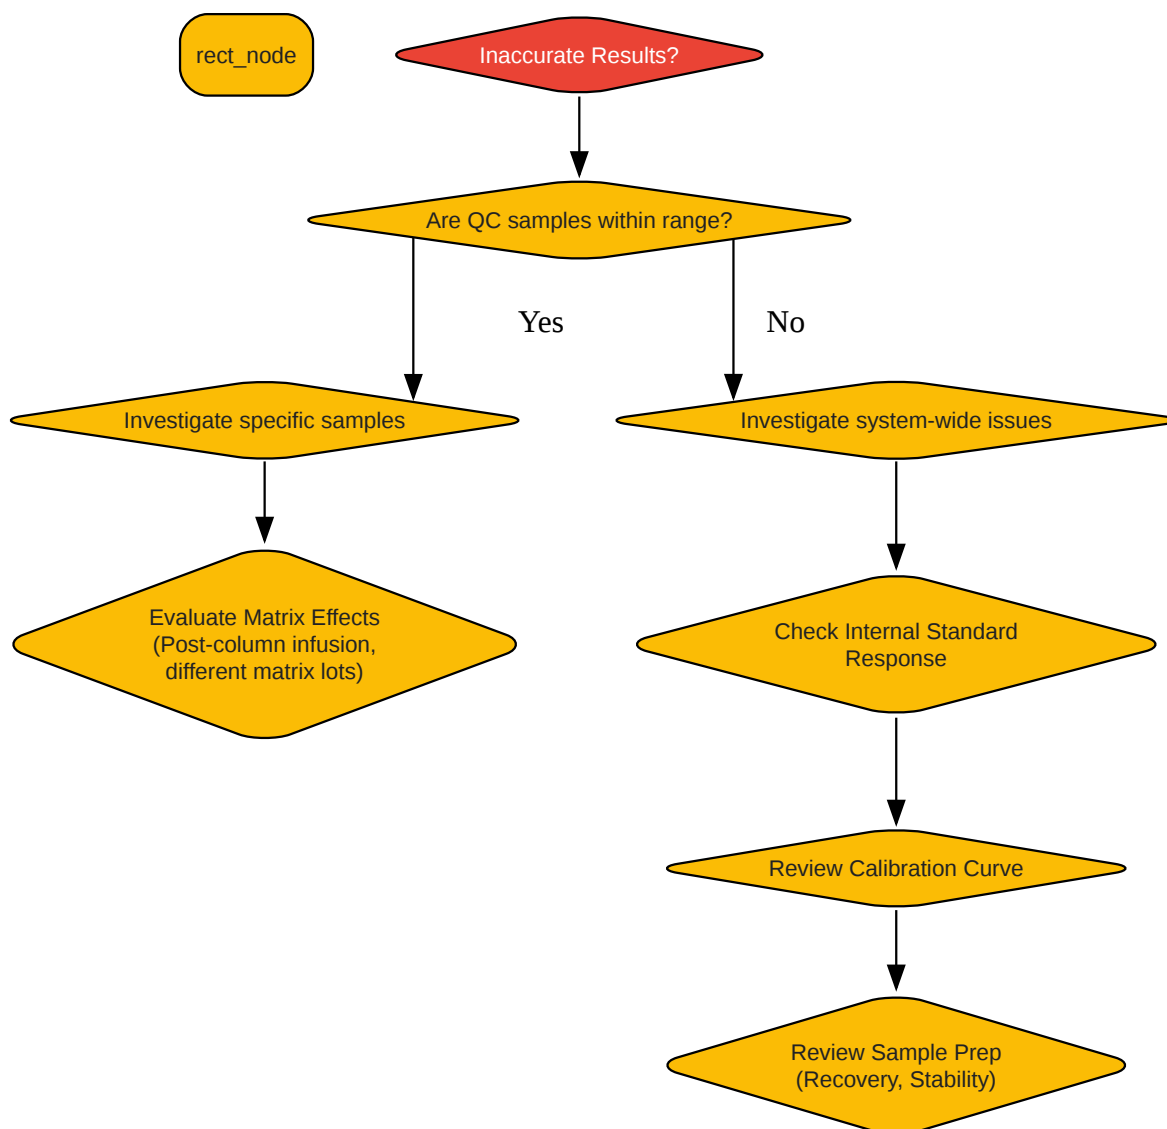 rect_node
Inaccurate Results?
Are QC samples within range?
Yes
No
Investigate specific samples
Investigate system-wide issues
Evaluate Matrix Effects
(Post-column infusion,
different matrix lots)
Check Internal Standard
Response
Review Calibration Curve
Review Sample Prep
(Recovery, Stability)